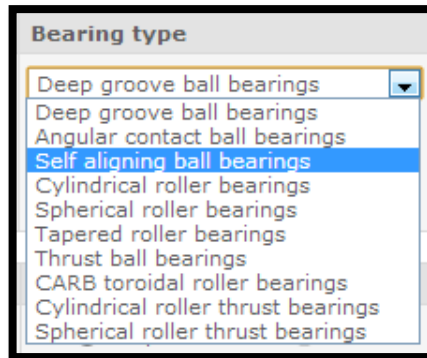 Bearing type
Deep groove ball bearings
Deep groove ball bearings
Angular contact ball bearings
Self aligning ball bearings
Cylindrical roller bearings
Spherical roller bearings
Tapered roller bearings
Thrust ball bearings
CARB toroidal roller bearings
Cylindrical roller thrust bearings
Spherical roller thrust bearings